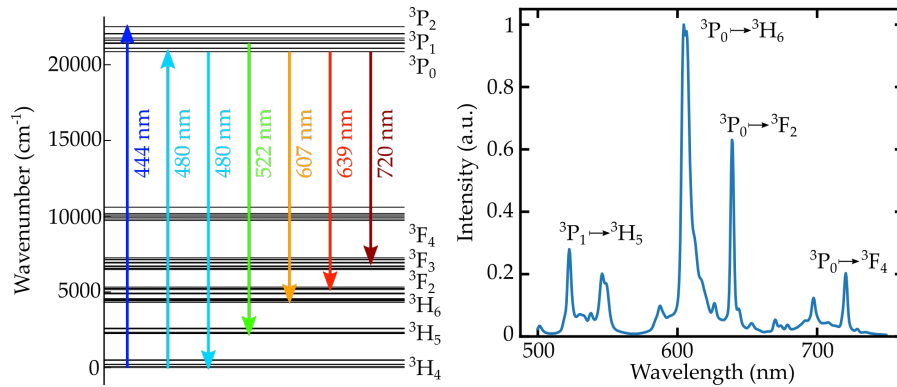 Wavenumber (cm⁻¹)
20000
15000
10000
5000
0
444 nm
480 nm
480 nm
522 nm
607 nm
639 nm
720 nm
³P₂
³P₁
³P₀
³F₄
³F₃
³F₂
³H₆
³H₅
³H₄
Intensity (a.u.)
1
0.8
0.6
0.4
0.2
0
500
600
700
Wavelength (nm)
³P₀→³H₆
³P₀→³F₂
³P₁→³H₅
³P₀→³F₄